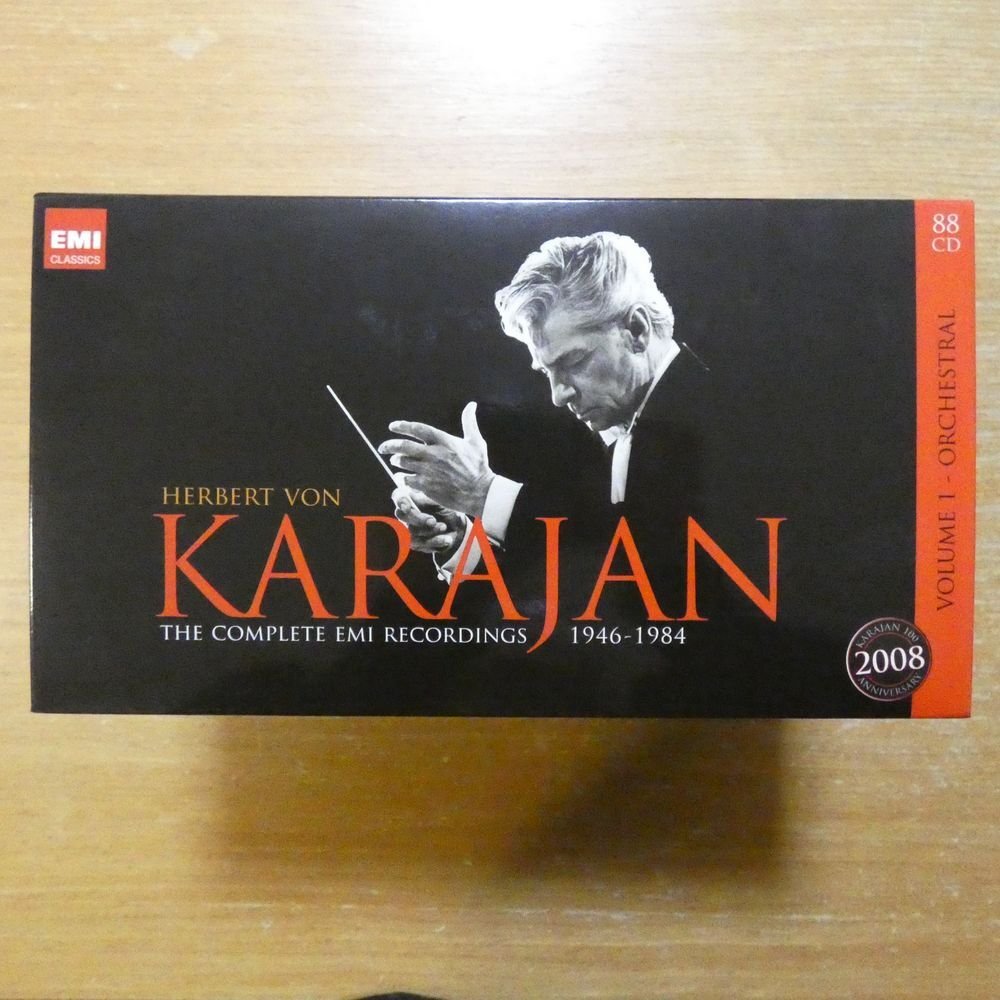 EMI
CLASSICS
88
CD
VOLUME 1 - ORCHESTRAL
HERBERT VON
KARAJAN
THE COMPLETE EMI RECORDINGS 1946-1984
KARAJAN 100
2008
ANNIVERSARY